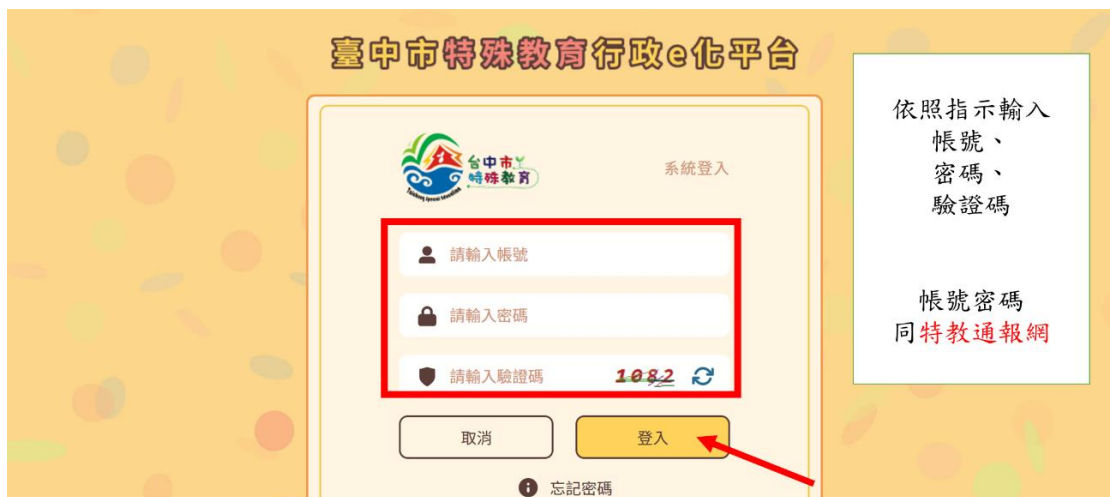 臺中市特殊教育行政e化平台
台中市
特殊教育
Taichung Special Education
系統登入
請輸入帳號
請輸入密碼
請輸入驗證碼 1082
取消 登入
忘記密碼
依照指示輸入
帳號、
密碼、
驗證碼
帳號密碼
同特教通報網